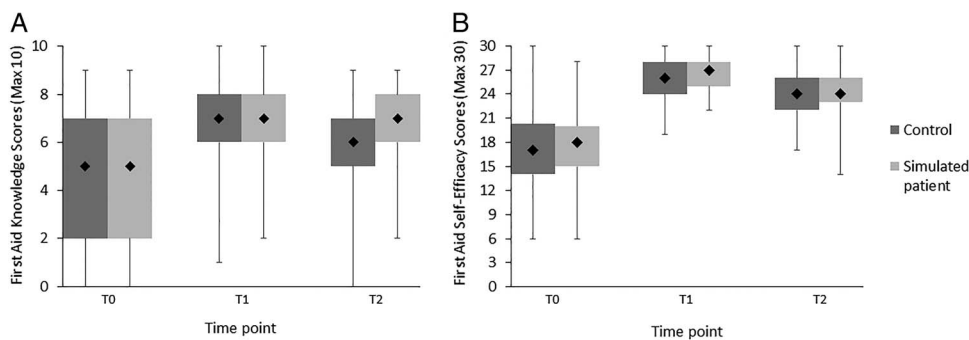 A
First Aid Knowledge Scores (Max 10)
10
8
6
4
2
0
T0
T1
T2
Time point
B
First Aid Self-Efficacy Scores (Max 30)
30
27
24
21
18
15
12
9
6
3
0
T0
T1
T2
Time point
Control
Simulated
patient